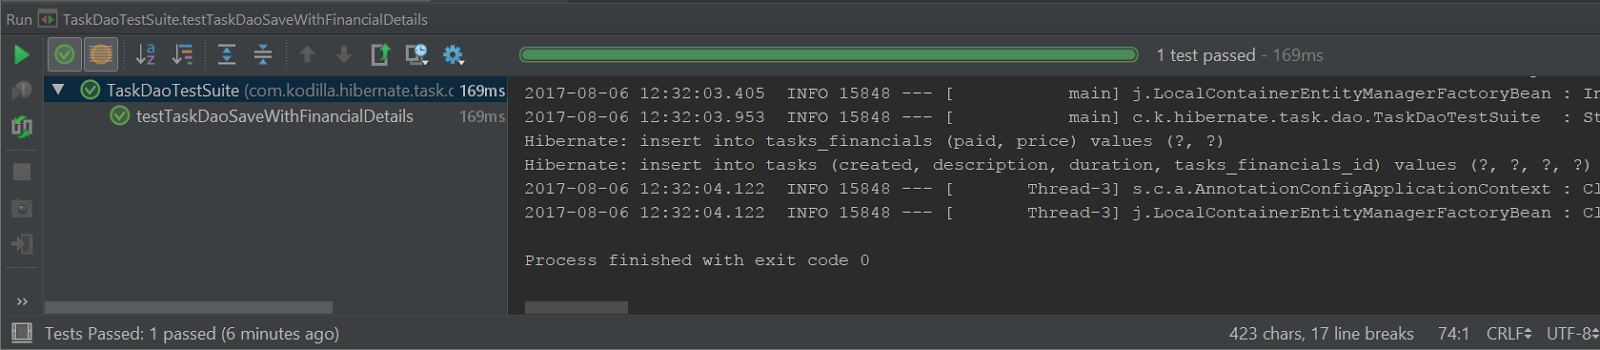 Run TaskDaoTestSuite.testTaskDaoSaveWithFinancialDetails
1 test passed - 169ms
TaskDaoTestSuite (com.kodilla.hibernate.task.d 169ms
testTaskDaoSaveWithFinancialDetails 169ms
2017-08-06 12:32:03.405 INFO 15848 --- [ main] j.LocalContainerEntityManagerFactoryBean : In
2017-08-06 12:32:03.953 INFO 15848 --- [ main] c.k.hibernate.task.dao.TaskDaoTestSuite : St
Hibernate: insert into tasks_financials (paid, price) values (?, ?)
Hibernate: insert into tasks (created, description, duration, tasks_financials_id) values (?, ?, ?, ?)
2017-08-06 12:32:04.122 INFO 15848 --- [ Thread-3] s.c.a.AnnotationConfigApplicationContext : Cl
2017-08-06 12:32:04.122 INFO 15848 --- [ Thread-3] j.LocalContainerEntityManagerFactoryBean : Cl
Process finished with exit code 0
Tests Passed: 1 passed (6 minutes ago)
423 chars, 17 line breaks 74:1 CRLF UTF-8